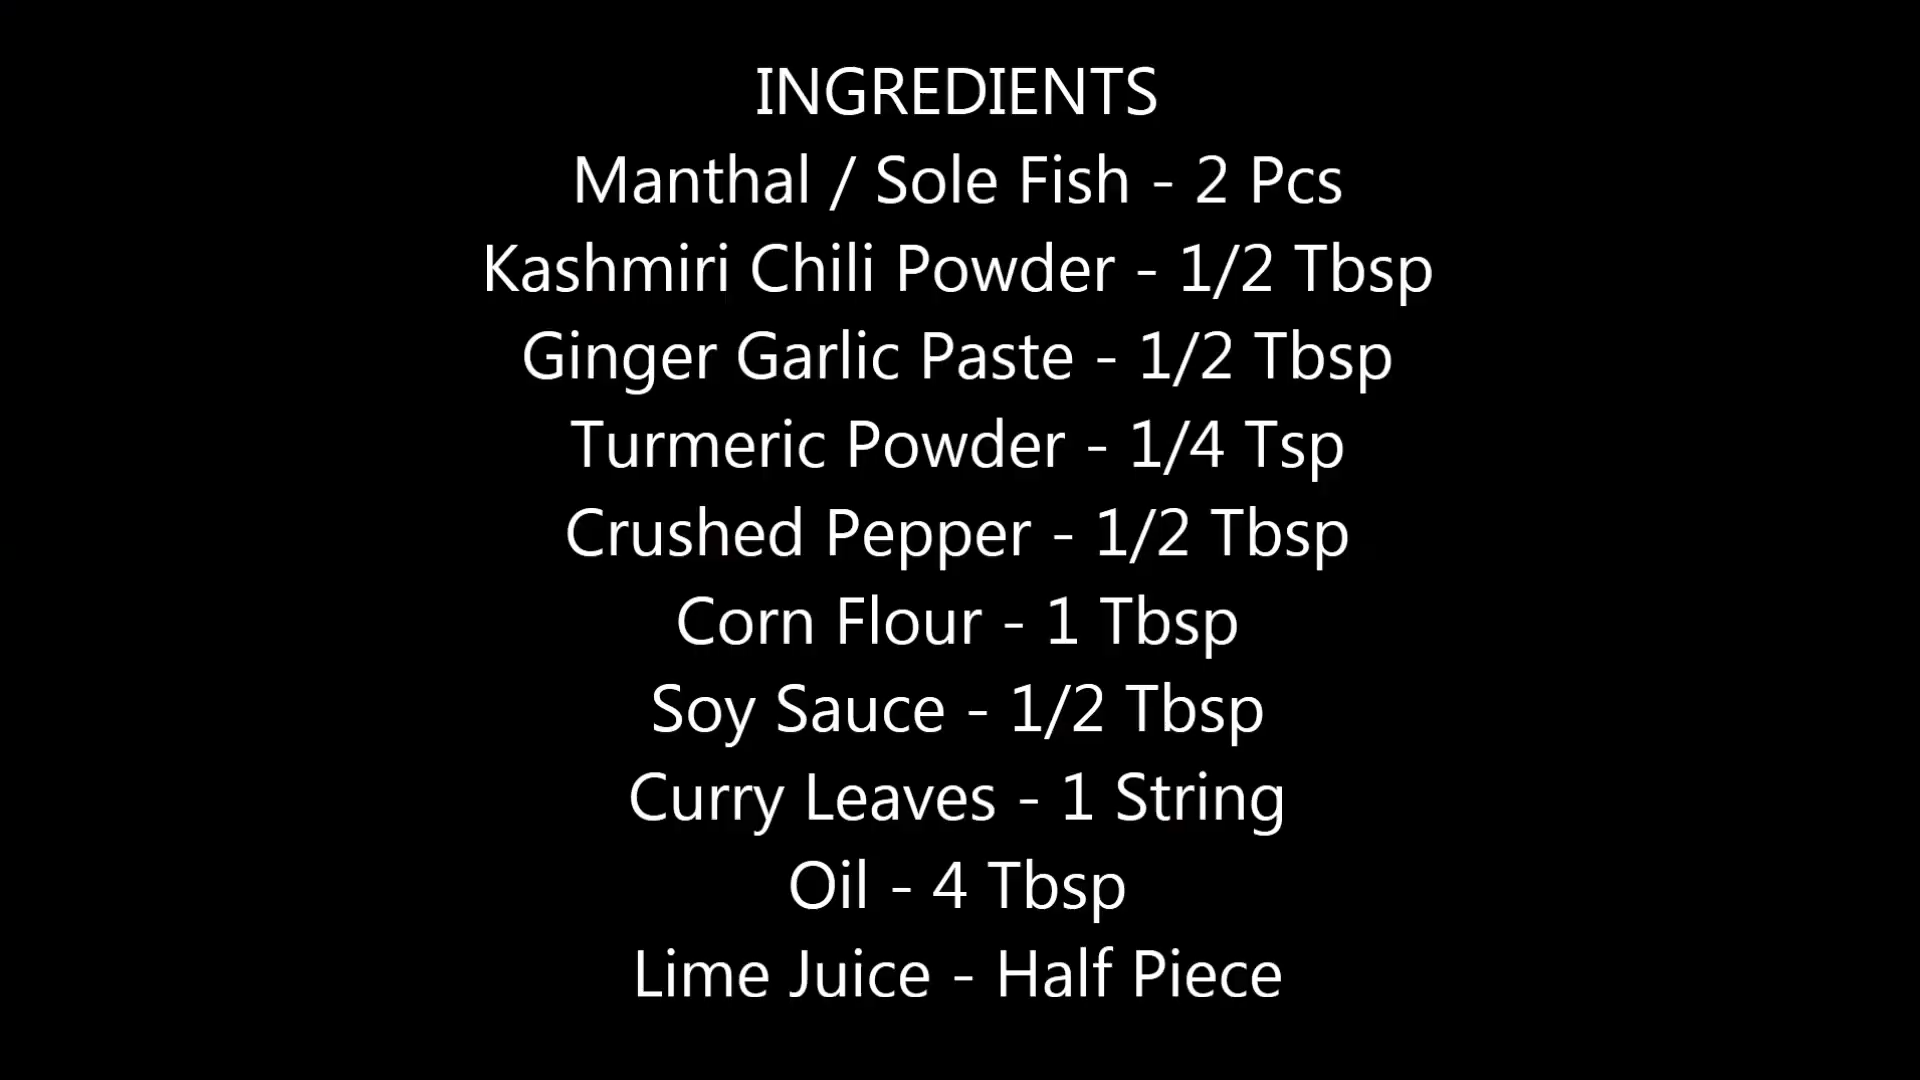 INGREDIENTS
Manthal / Sole Fish - 2 Pcs
Kashmiri Chili Powder - 1/2 Tbsp
Ginger Garlic Paste - 1/2 Tbsp
Turmeric Powder - 1/4 Tsp
Crushed Pepper - 1/2 Tbsp
Corn Flour - 1 Tbsp
Soy Sauce - 1/2 Tbsp
Curry Leaves - 1 String
Oil - 4 Tbsp
Lime Juice - Half Piece